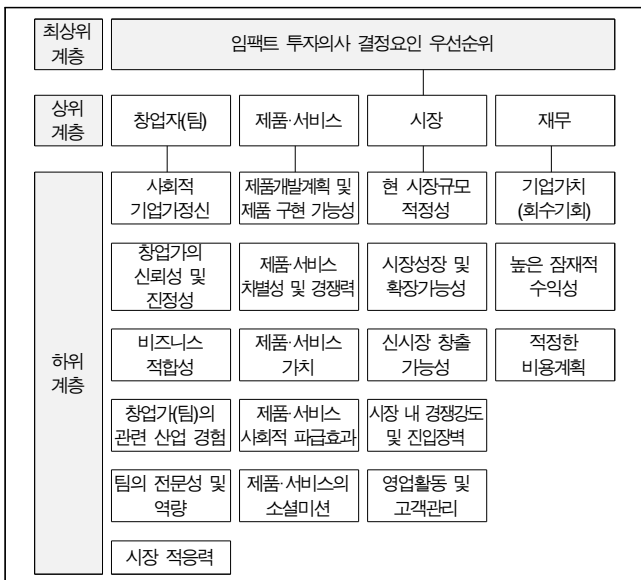 최상위
계층
임팩트 투자의사 결정요인 우선순위
상위
계층
창업자(팀)
제품·서비스
시장
재무
하위
계층
사회적
기업가정신
제품개발계획 및
제품 구현 가능성
현 시장규모
적정성
기업가치
(회수기회)
창업가의
신뢰성 및
진정성
제품·서비스
차별성 및 경쟁력
시장성장 및
확장가능성
높은 잠재적
수익성
비즈니스
적합성
제품·서비스
가치
신시장 창출
가능성
적정한
비용계획
창업가(팀)의
관련 산업 경험
제품·서비스
사회적 파급효과
시장 내 경쟁강도
및 진입장벽
팀의 전문성 및
역량
제품·서비스의
소셜미션
영업활동 및
고객관리
시장 적응력